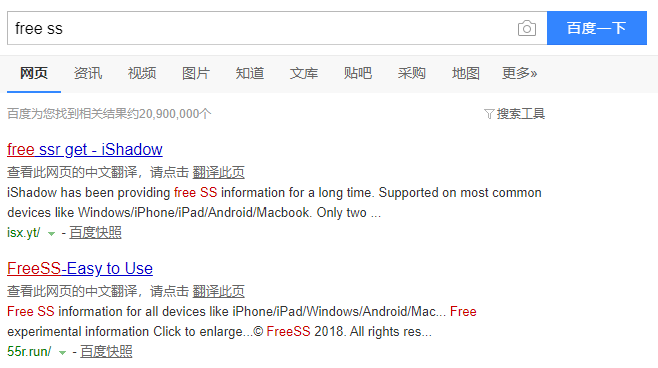 free ss 百度一下
网页 资讯 视频 图片 知道 文库 贴吧 采购 地图 更多»
百度为您找到相关结果约20,900,000个 搜索工具
free ssr get - iShadow
查看此网页的中文翻译，请点击 翻译此页
iShadow has been providing free SS information for a long time. Supported on most common
devices like Windows/iPhone/iPad/Android/Macbook. Only two ...
isx.yt/ - 百度快照
FreeSS-Easy to Use
查看此网页的中文翻译，请点击 翻译此页
Free SS information for all devices like iPhone/iPad/Windows/Android/Mac... Free
experimental information Click to enlarge...© FreeSS 2018. All rights res...
55r.run/ - 百度快照